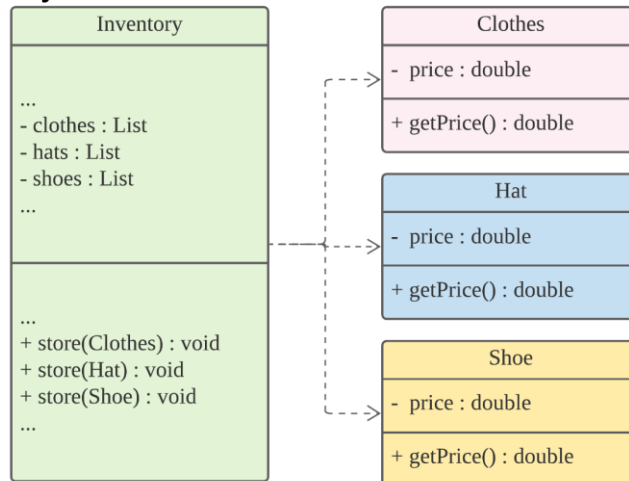 Inventory
...
- clothes : List
- hats : List
- shoes : List
...
...
+ store(Clothes) : void
+ store(Hat) : void
+ store(Shoe) : void
...
Clothes
- price : double
+ getPrice() : double
Hat
- price : double
+ getPrice() : double
Shoe
- price : double
+ getPrice() : double